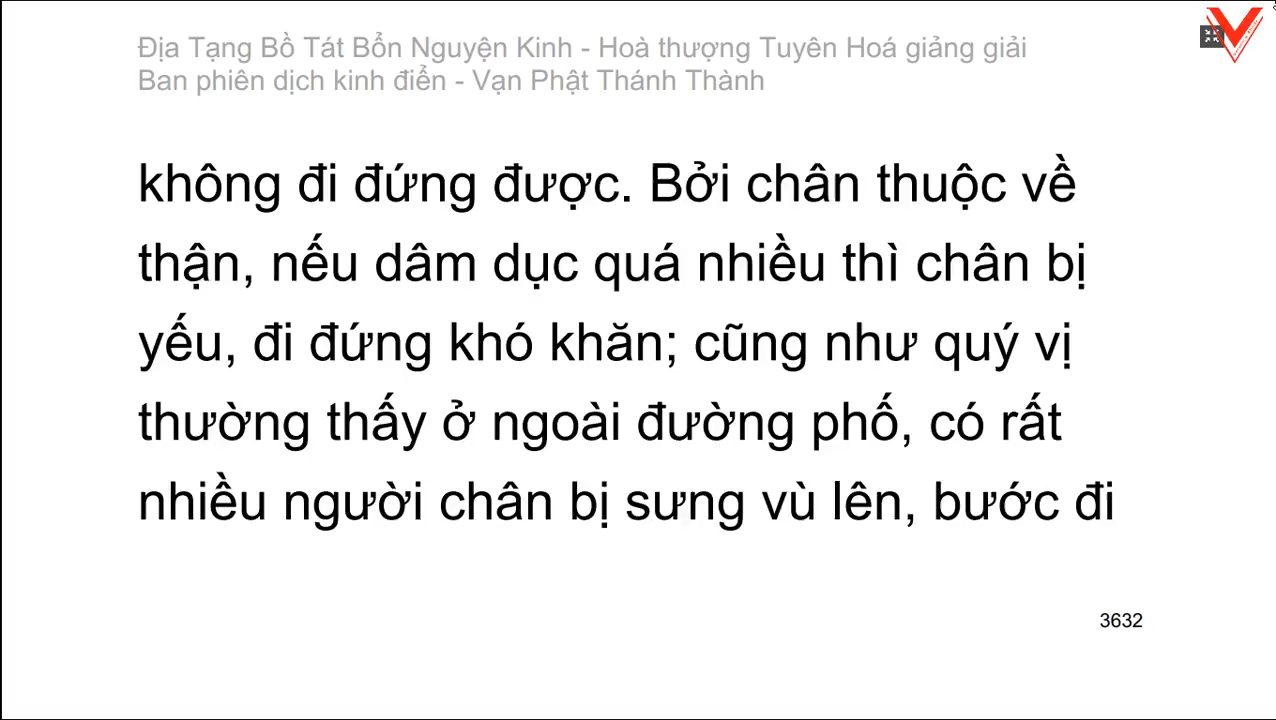 Địa Tạng Bồ Tát Bổn Nguyện Kinh - Hoà thượng Tuyên Hoá giảng giải
Ban phiên dịch kinh điển - Vạn Phật Thánh Thành
không đi đứng được. Bởi chân thuộc về
thận, nếu dâm dục quá nhiều thì chân bị
yếu, đi đứng khó khăn; cũng như quý vị
thường thấy ở ngoài đường phố, có rất
nhiều người chân bị sưng vù lên, bước đi
3632